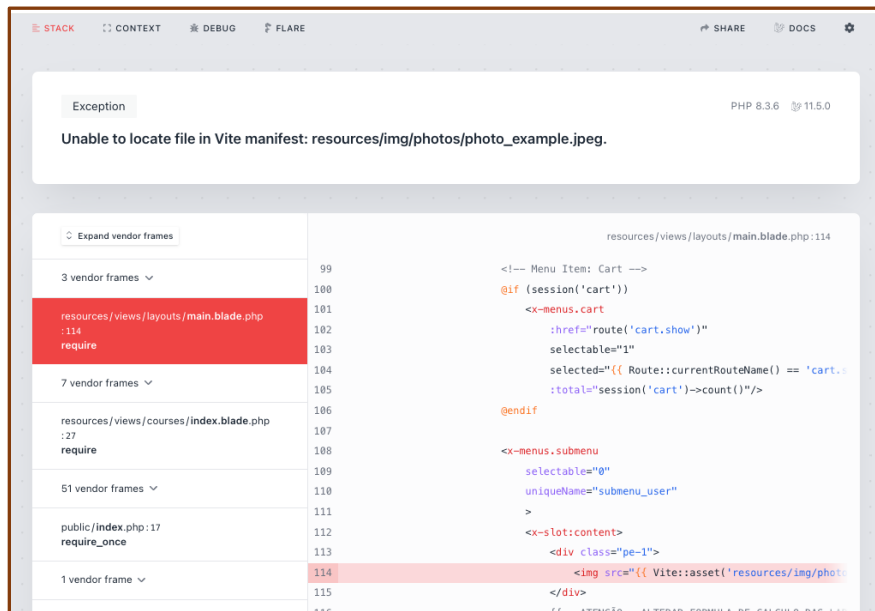 STACK CONTEXT DEBUG FLARE SHARE DOCS
Exception PHP 8.3.6 11.5.0
Unable to locate file in Vite manifest: resources/img/photos/photo_example.jpeg.
Expand vendor frames
3 vendor frames
resources/views/layouts/main.blade.php
:114
require
7 vendor frames
resources/views/courses/index.blade.php
:27
require
51 vendor frames
public/index.php:17
require_once
1 vendor frame
resources/views/layouts/main.blade.php:114
99 <!-- Menu Item: Cart -->
100 @if (session('cart'))
101 <x-menus.cart
102 :href="route('cart.show')"
103 selectable="1"
104 selected="{{ Route::currentRouteName() == 'cart.
105 :total="session('cart')->count()"/>
106 @endif
107
108 <x-menus.submenu
109 selectable="0"
110 uniqueName="submenu_user"
111 >
112 <x-slot:content>
113 <div class="pe-1">
114 <img src="{{ Vite::asset('resources/img/photo
115 </div>